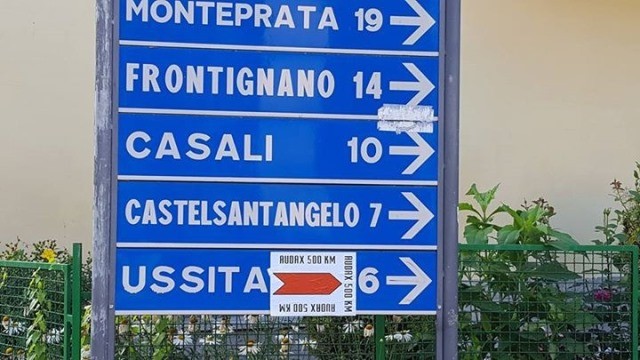 MONTEPRATA 19
FRONTIGNANO 14
CASALI 10
CASTELSANTANGELO 7
USSITA 6
AUDAX 500 KM
AUDAX 500 KM
AUDAX 500 KM